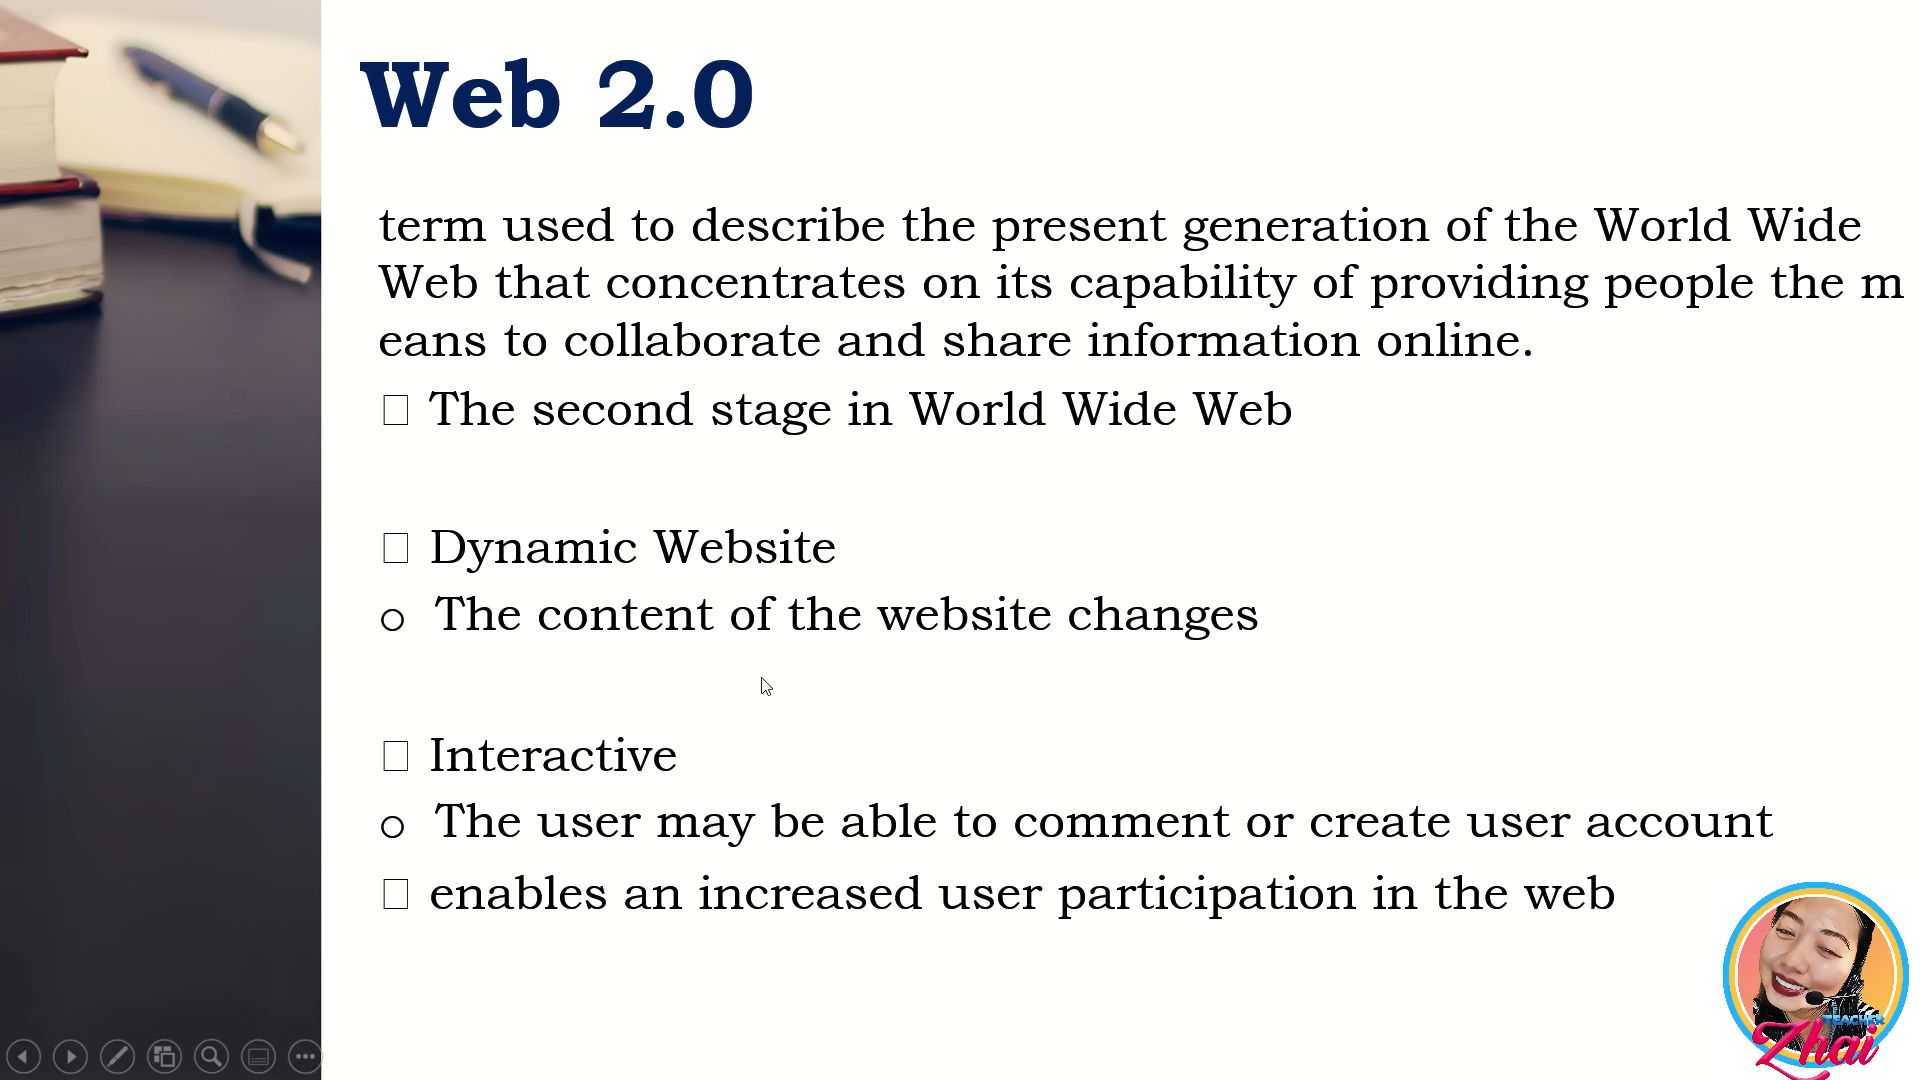 Web 2.0
term used to describe the present generation of the World Wide
Web that concentrates on its capability of providing people the m
eans to collaborate and share information online.
□ The second stage in World Wide Web
□ Dynamic Website
o The content of the website changes
□ Interactive
o The user may be able to comment or create user account
□ enables an increased user participation in the web
TEACHER
Zhai